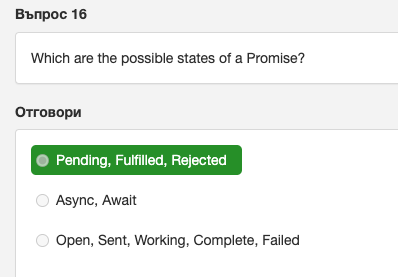 Въпрос 16
Which are the possible states of a Promise?
Отговори
Pending, Fulfilled, Rejected
Async, Await
Open, Sent, Working, Complete, Failed